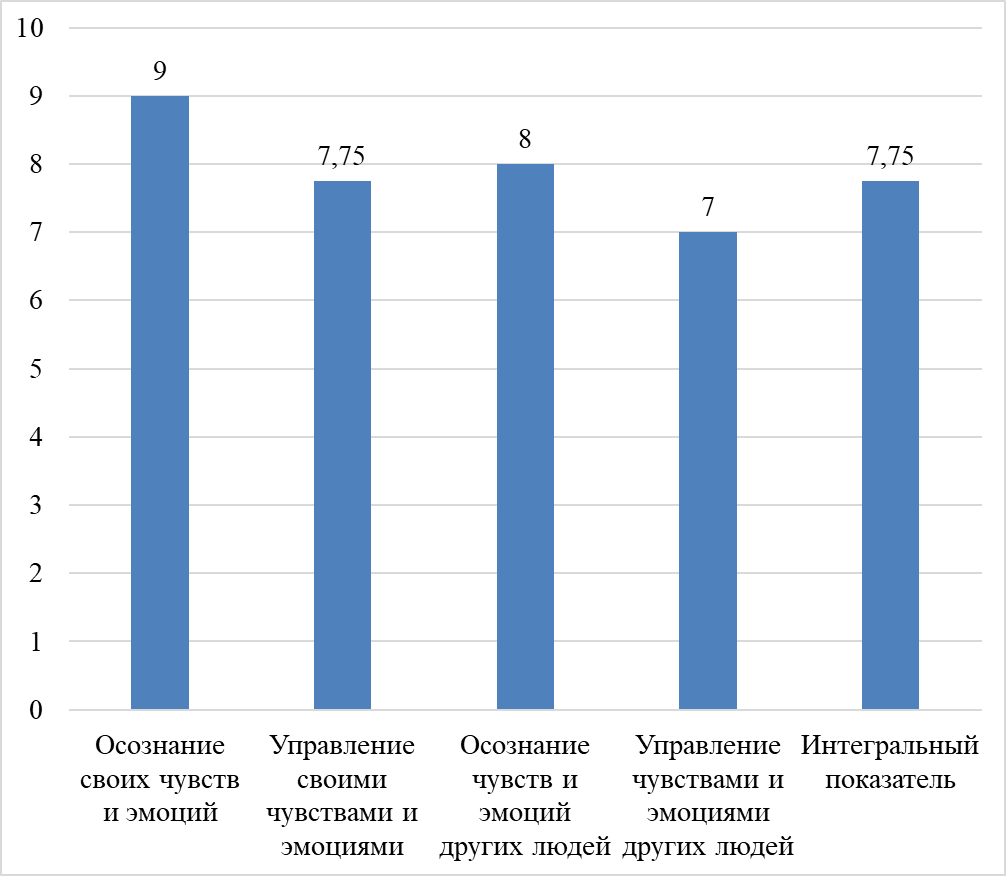 10
9
8
7
6
5
4
3
2
1
0
9
7,75
8
7
7,75
Осознание
своих чувств
и эмоций
Управление
своими
чувствами и
эмоциями
Осознание
чувств и
эмоций
других людей
Управление
чувствами и
эмоциями
других людей
Интегральный
показатель